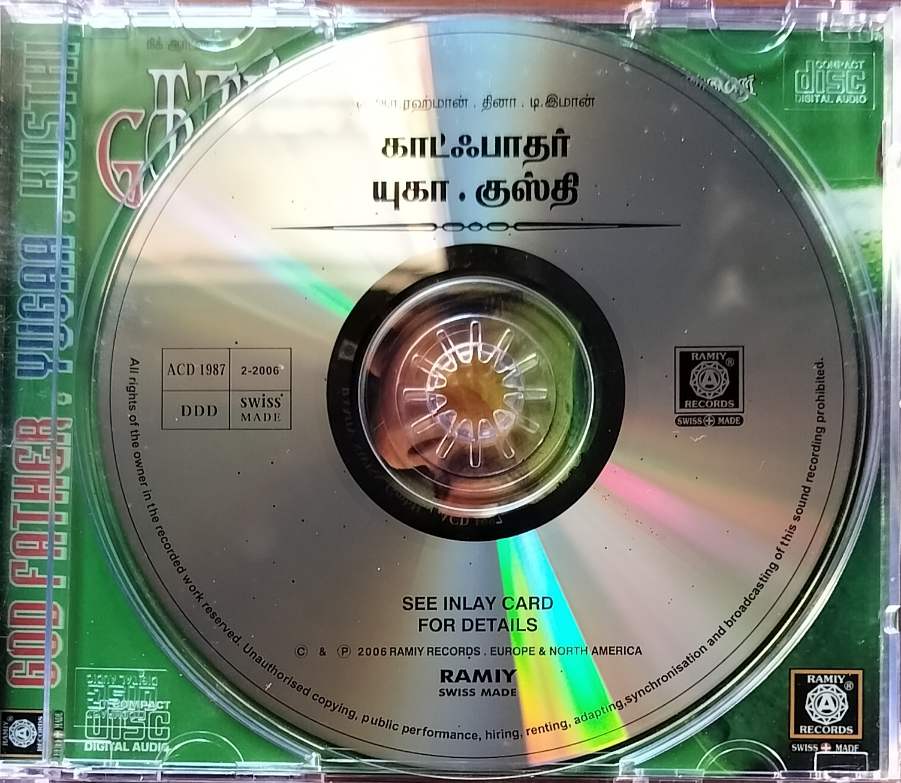 GOD FATHER . YUGAA . KUSTHI
COMPACT
disc
DIGITAL AUDIO
ரஹ்மான் . தினா . டி.இமான்
காட்ஃபாதர்
யுகா . குஸ்தி
ACD 1987
2-2006
DDD
swiss
MADE
RAMIY
RECORDS
SWISS MADE
All rights of the owner in the recorded work reserved. Unauthorised copying, public performance, hiring, renting, adapting,synchronisation and broadcasting of this sound recording prohibited.
SEE INLAY CARD
FOR DETAILS
© & ℗ 2006 RAMIY RECORDS . EUROPE & NORTH AMERICA
RAMIY
SWISS MADE
COMPACT
disc
DIGITAL AUDIO
RAMIY
RECORDS
SWISS MADE
RAMIY
RECORDS